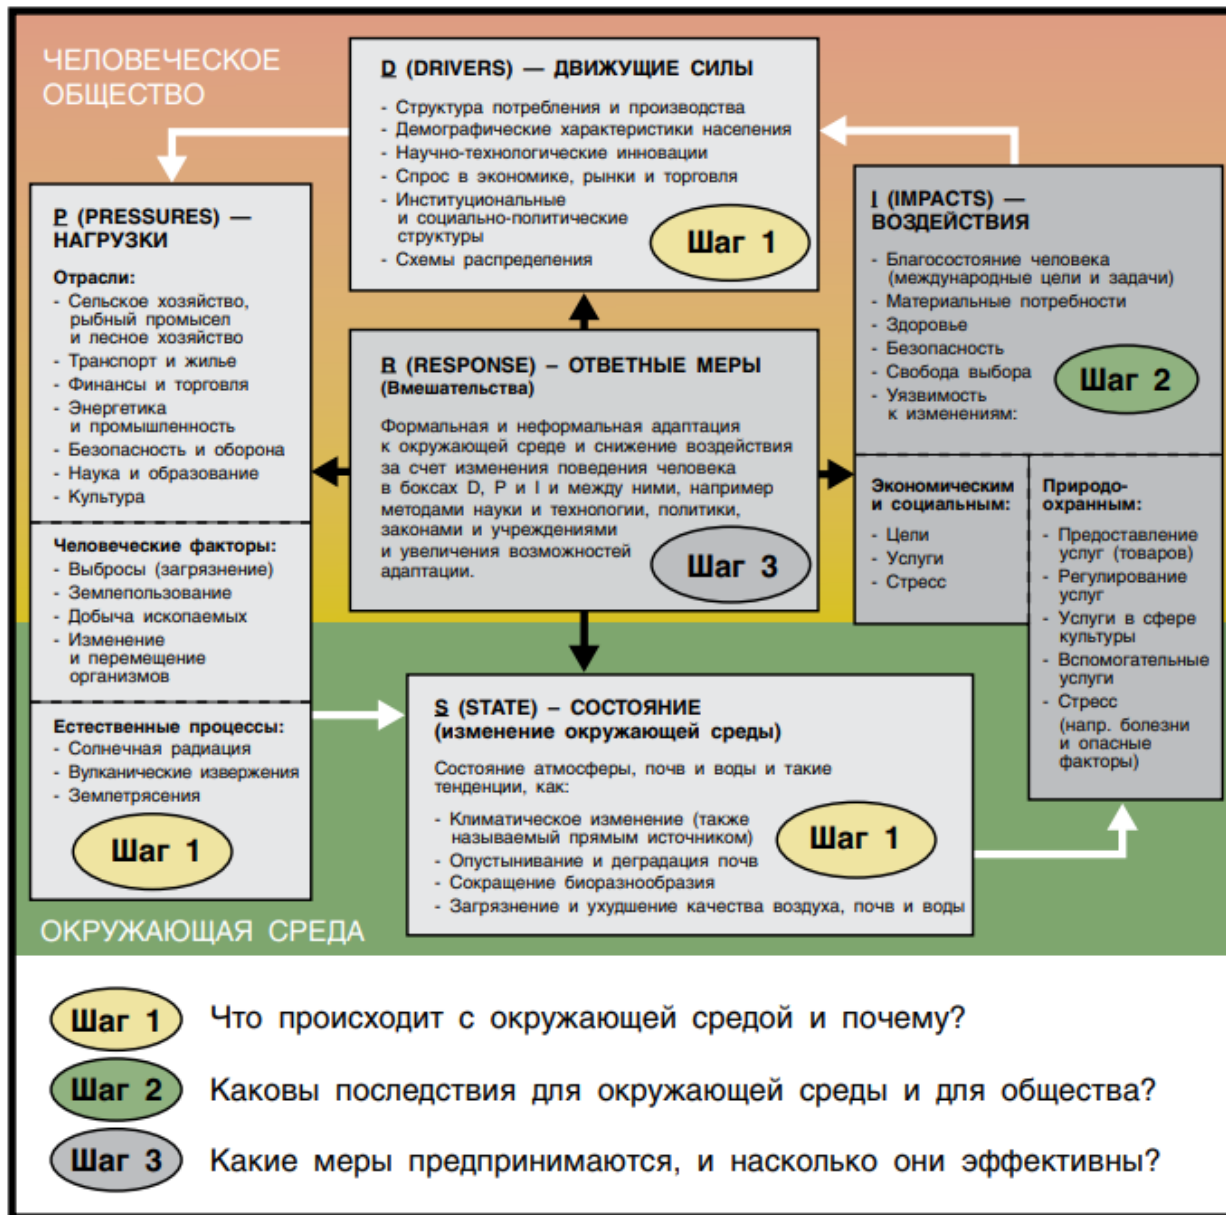 ЧЕЛОВЕЧЕСКОЕ
ОБЩЕСТВО
D (DRIVERS) — ДВИЖУЩИЕ СИЛЫ
- Структура потребления и производства
- Демографические характеристики населения
- Научно-технологические инновации
- Спрос в экономике, рынки и торговля
- Институциональные
и социально-политические
структуры
- Схемы распределения
Шаг 1
P (PRESSURES) —
НАГРУЗКИ
Отрасли:
- Сельское хозяйство,
рыбный промысел
и лесное хозяйство
- Транспорт и жилье
- Финансы и торговля
- Энергетика
и промышленность
- Безопасность и оборона
- Наука и образование
- Культура
Человеческие факторы:
- Выбросы (загрязнение)
- Землепользование
- Добыча ископаемых
- Изменение
и перемещение
организмов
Естественные процессы:
- Солнечная радиация
- Вулканические извержения
- Землетрясения
Шаг 1
R (RESPONSE) – ОТВЕТНЫЕ МЕРЫ
(Вмешательства)
Формальная и неформальная адаптация
к окружающей среде и снижение воздействия
за счет изменения поведения человека
в боксах D, P и I и между ними, например
методами науки и технологии, политики,
законами и учреждениями
и увеличения возможностей
адаптации.
Шаг 3
I (IMPACTS) —
ВОЗДЕЙСТВИЯ
- Благосостояние человека
(международные цели и задачи)
- Материальные потребности
- Здоровье
- Безопасность
- Свобода выбора
- Уязвимость
к изменениям:
Шаг 2
Экономическим
и социальным:
- Цели
- Услуги
- Стресс
Природо-
охранным:
- Предоставление
услуг (товаров)
- Регулирование
услуг
- Услуги в сфере
культуры
- Вспомогательные
услуги
- Стресс
(напр. болезни
и опасные
факторы)
S (STATE) – СОСТОЯНИЕ
(изменение окружающей среды)
Состояние атмосферы, почв и воды и такие
тенденции, как:
- Климатическое изменение (также
называемый прямым источником)
- Опустынивание и деградация почв
- Сокращение биоразнообразия
- Загрязнение и ухудшение качества воздуха, почв и воды
Шаг 1
ОКРУЖАЮЩАЯ СРЕДА
Шаг 1 Что происходит с окружающей средой и почему?
Шаг 2 Каковы последствия для окружающей среды и для общества?
Шаг 3 Какие меры предпринимаются, и насколько они эффективны?